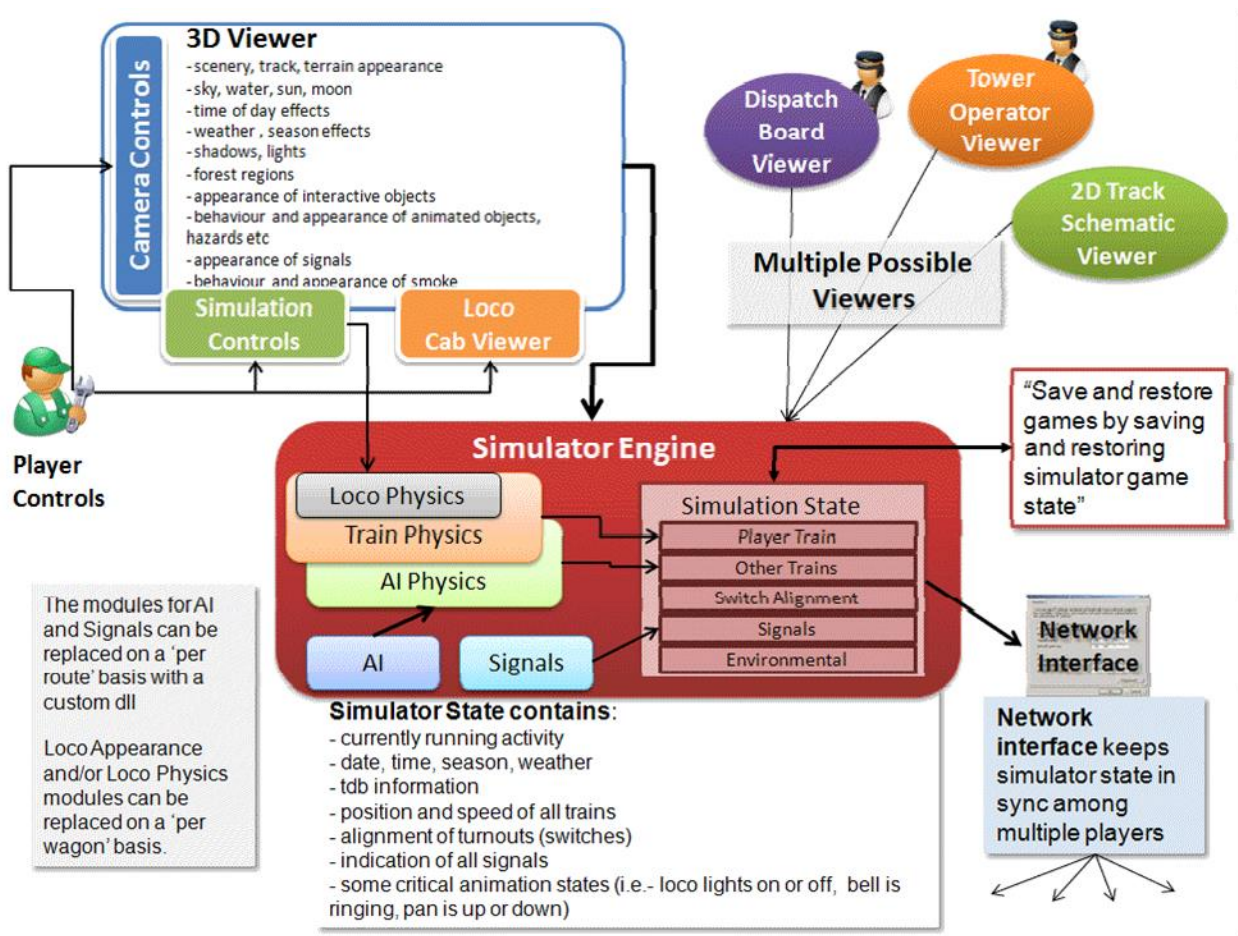 3D Viewer
Camera Controls
- scenery, track, terrain appearance
- sky, water, sun, moon
- time of day effects
- weather , season effects
- shadows, lights
- forest regions
- appearance of interactive objects
- behaviour and appearance of animated objects,
hazards etc
- appearance of signals
- behaviour and appearance of smoke
Simulation
Controls
Loco
Cab Viewer
Player
Controls
Dispatch
Board
Viewer
Tower
Operator
Viewer
2D Track
Schematic
Viewer
Multiple Possible
Viewers
“Save and restore
games by saving
and restoring
simulator game
state”
Simulator Engine
Loco Physics
Train Physics
AI Physics
AI
Signals
Simulation State
Player Train
Other Trains
Switch Alignment
Signals
Environmental
The modules for AI
and Signals can be
replaced on a ‘per
route’ basis with a
custom dll
Loco Appearance
and/or Loco Physics
modules can be
replaced on a ‘per
wagon’ basis.
Simulator State contains:
- currently running activity
- date, time, season, weather
- tdb information
- position and speed of all trains
- alignment of turnouts (switches)
- indication of all signals
- some critical animation states (i.e.- loco lights on or off, bell is
ringing, pan is up or down)
Network
Interface
Network
interface keeps
simulator state in
sync among
multiple players